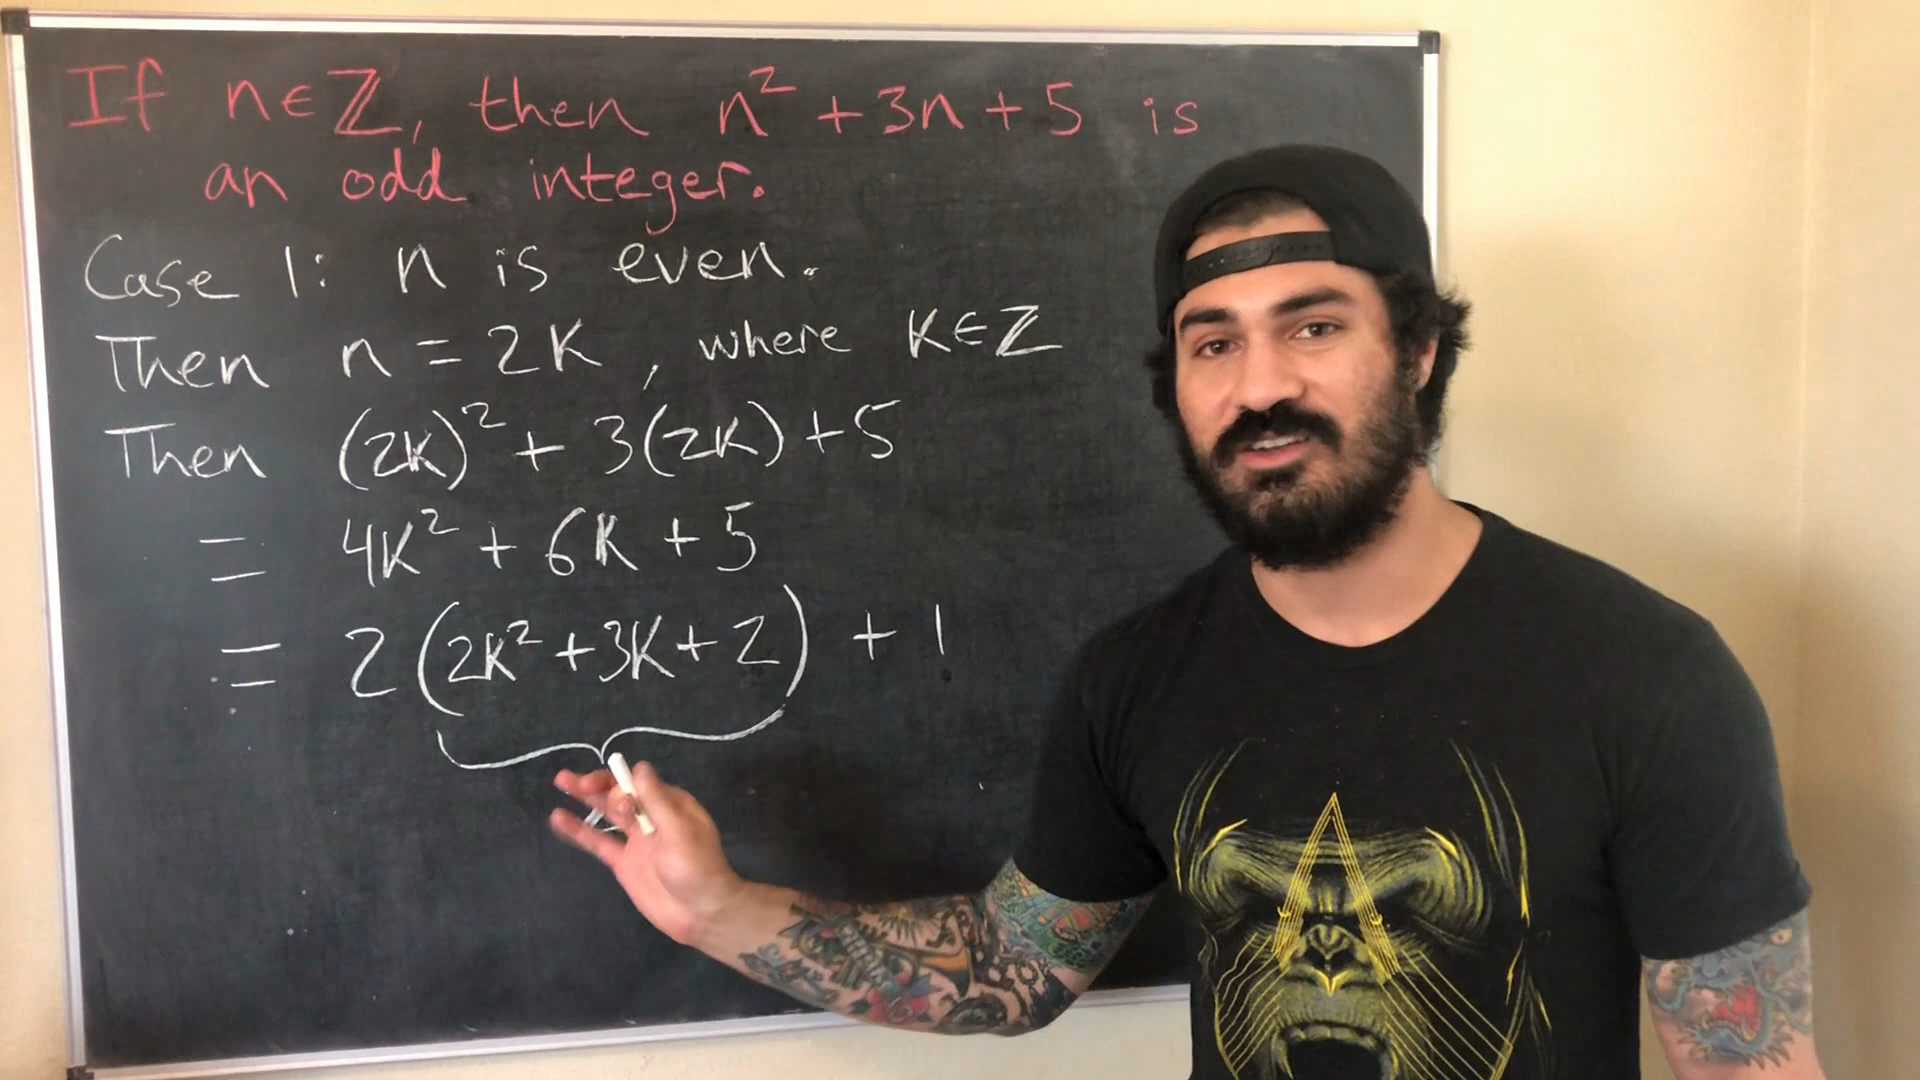 If n∈ℤ, then n² + 3n + 5 is
an odd integer.
Case 1: n is even.
Then n = 2K, where K∈ℤ
Then (2K)² + 3(2K) + 5
= 4K² + 6K + 5
= 2(2K² + 3K + 2) + 1